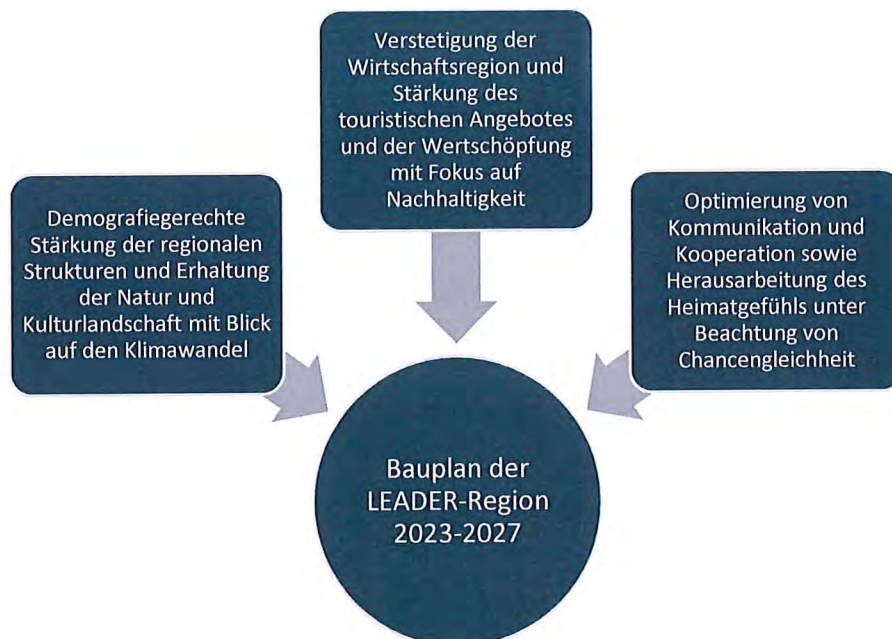 Verstetigung der
Wirtschaftsregion und
Stärkung des
touristischen Angebotes
und der Wertschöpfung
mit Fokus auf
Nachhaltigkeit
Demografiegerechte
Stärkung der regionalen
Strukturen und Erhaltung
der Natur und
Kulturlandschaft mit Blick
auf den Klimawandel
Optimierung von
Kommunikation und
Kooperation sowie
Herausarbeitung des
Heimatgefühls unter
Beachtung von
Chancengleichheit
Bauplan der
LEADER-Region
2023-2027